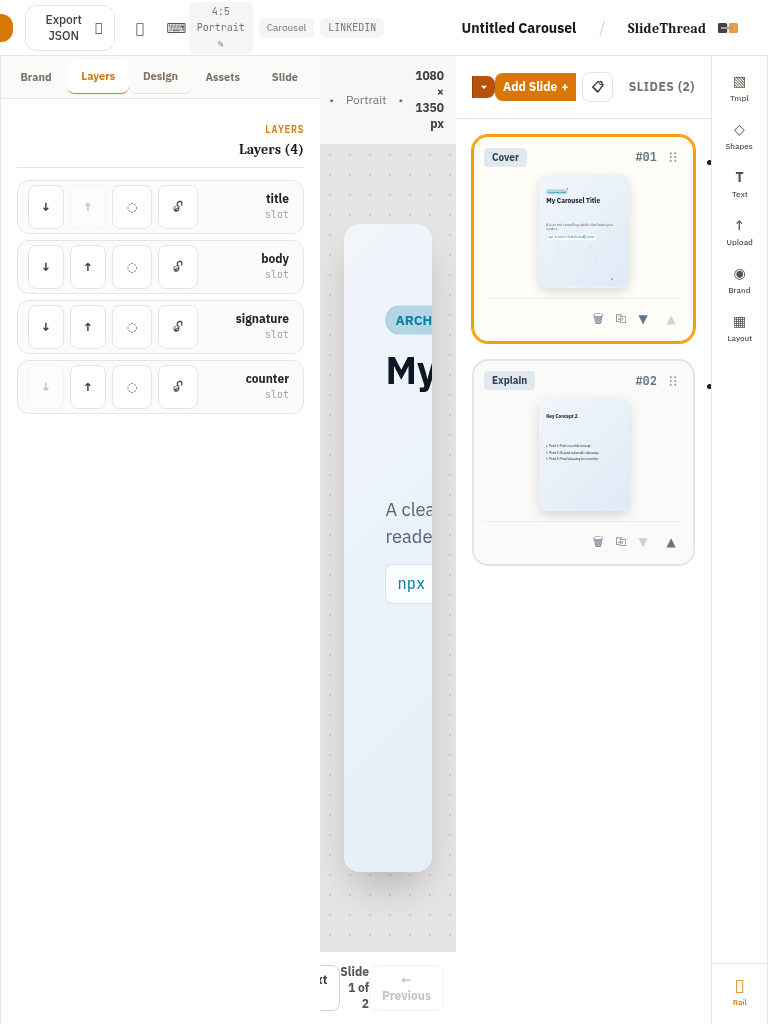 Export
JSON
4:5
Portrait
Carousel
LINKEDIN
Untitled Carousel
/
SlideThread
Brand
Layers
Design
Assets
Slide
LAYERS
Layers (4)
title
slot
body
slot
signature
slot
counter
slot
• Portrait •
1080
×
1350
px
ARCH
My
A clea
reade
npx
xt
Slide
1 of
2
←
Previous
Add Slide +
SLIDES (2)
Cover
#01
My Carousel Title
Explain
#02
Key Concept 2
Tmpl
Shapes
T
Text
Upload
Brand
Layout
Rail